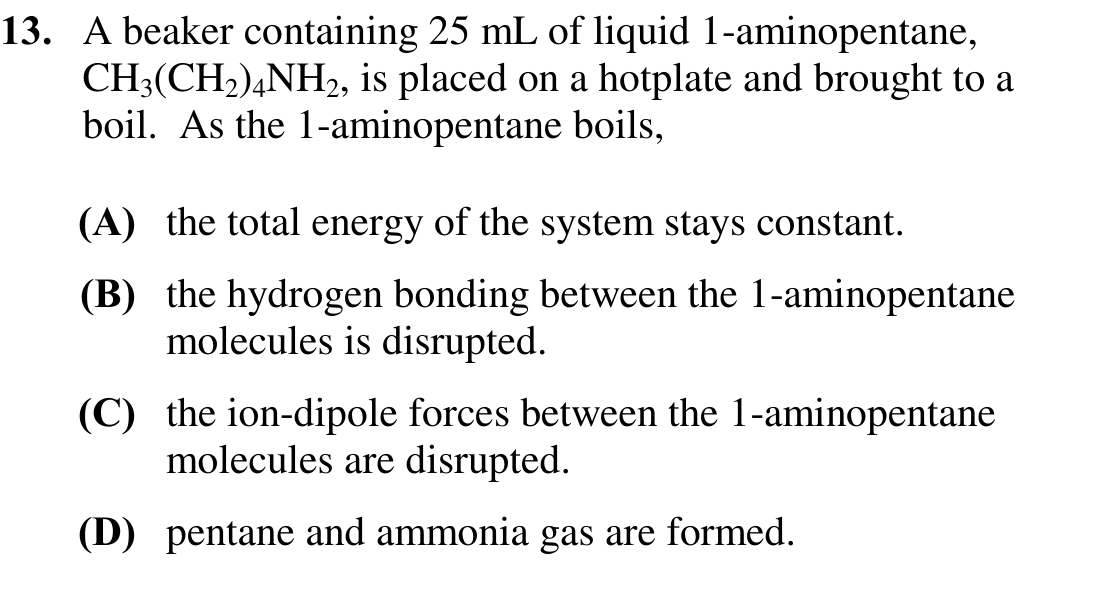 13. A beaker containing 25 mL of liquid 1-aminopentane,
CH₃(CH₂)₄NH₂, is placed on a hotplate and brought to a
boil. As the 1-aminopentane boils,
(A) the total energy of the system stays constant.
(B) the hydrogen bonding between the 1-aminopentane
molecules is disrupted.
(C) the ion-dipole forces between the 1-aminopentane
molecules are disrupted.
(D) pentane and ammonia gas are formed.